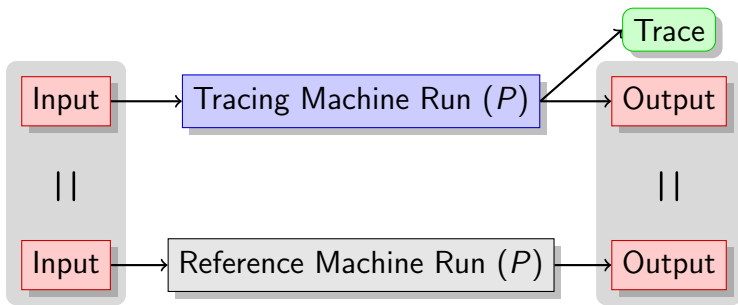 Trace
Input
Tracing Machine Run (P)
Output
||
||
Input
Reference Machine Run (P)
Output